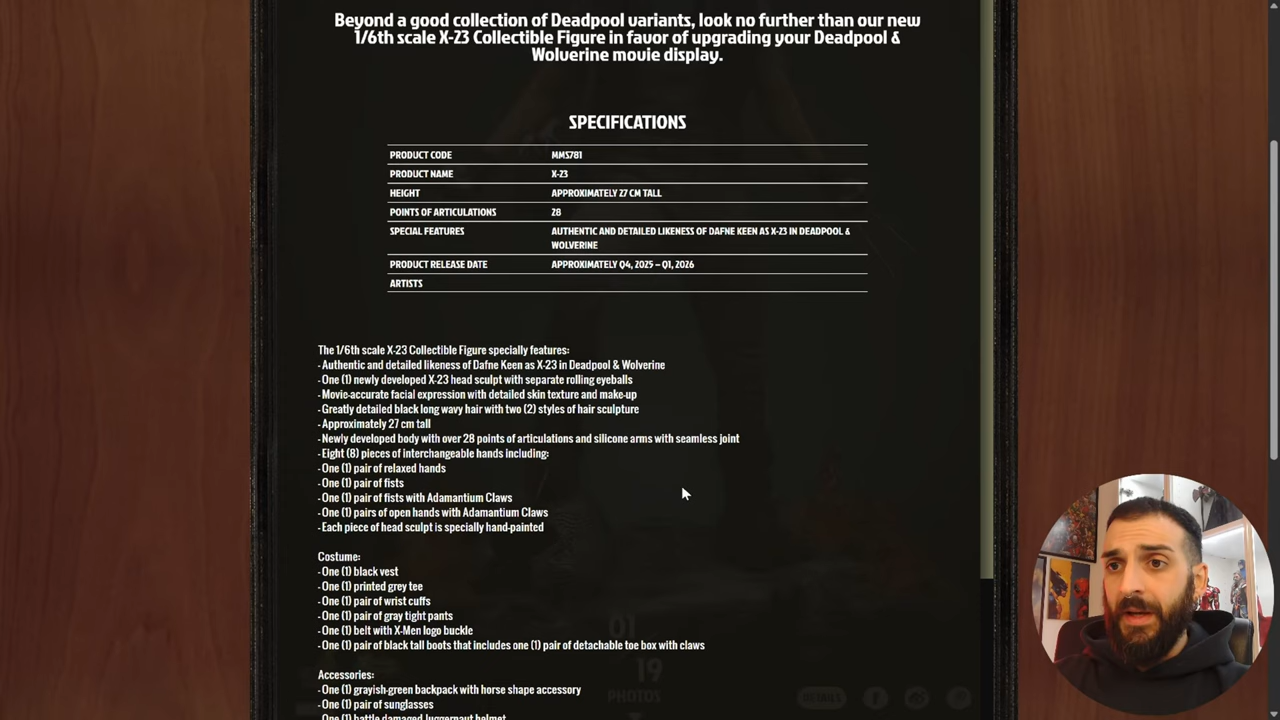 Beyond a good collection of Deadpool variants, look no further than our new
1/6th scale X-23 Collectible Figure in favor of upgrading your Deadpool &
Wolverine movie display.
SPECIFICATIONS
PRODUCT CODE MMS781
PRODUCT NAME X-23
HEIGHT APPROXIMATELY 27 CM TALL
POINTS OF ARTICULATIONS 28
SPECIAL FEATURES AUTHENTIC AND DETAILED LIKENESS OF DAFNE KEEN AS X-23 IN DEADPOOL &
WOLVERINE
PRODUCT RELEASE DATE APPROXIMATELY Q4, 2025 – Q1, 2026
ARTISTS
The 1/6th scale X-23 Collectible Figure specially features:
- Authentic and detailed likeness of Dafne Keen as X-23 in Deadpool & Wolverine
- One (1) newly developed X-23 head sculpt with separate rolling eyeballs
- Movie-accurate facial expression with detailed skin texture and make-up
- Greatly detailed black long wavy hair with two (2) styles of hair sculpture
- Approximately 27 cm tall
- Newly developed body with over 28 points of articulations and silicone arms with seamless joint
- Eight (8) pieces of interchangeable hands including:
- One (1) pair of relaxed hands
- One (1) pair of fists
- One (1) pair of fists with Adamantium Claws
- One (1) pairs of open hands with Adamantium Claws
- Each piece of head sculpt is specially hand-painted
Costume:
- One (1) black vest
- One (1) printed grey tee
- One (1) pair of wrist cuffs
- One (1) pair of gray tight pants
- One (1) belt with X-Men logo buckle
- One (1) pair of black tall boots that includes one (1) pair of detachable toe box with claws
Accessories:
- One (1) grayish-green backpack with horse shape accessory
- One (1) pair of sunglasses
- One (1) battle damaged Juggernaut helmet
01
19
PHOTOS
DETAILS